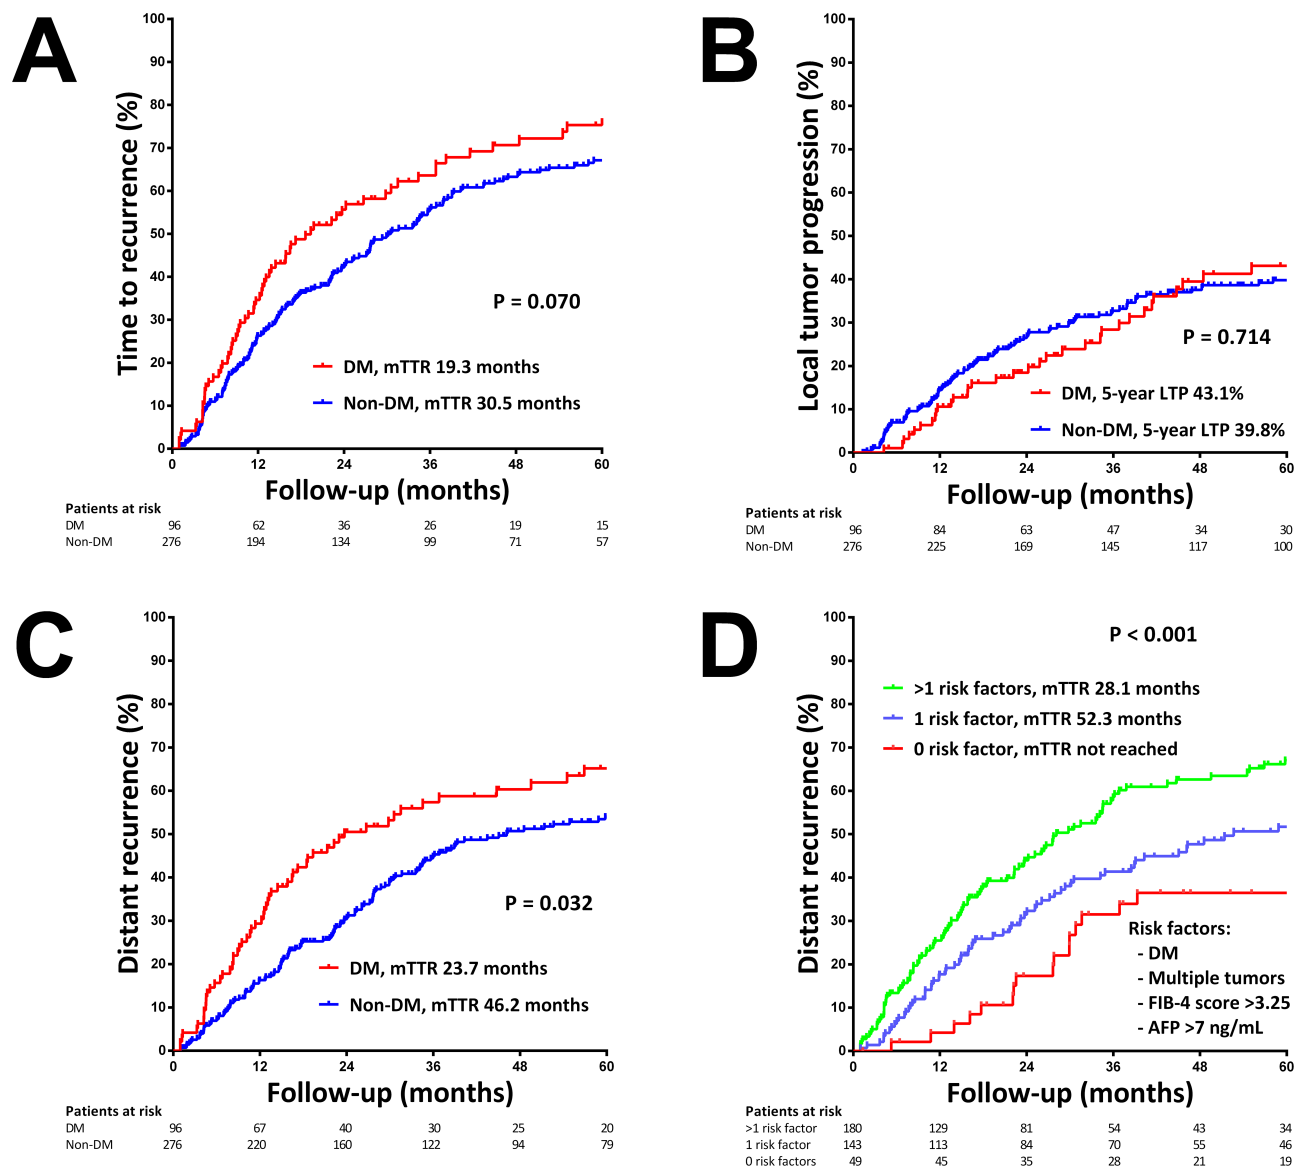 A
Time to recurrence (%)
100
90
80
70
60
50
40
30
20
10
0
P = 0.070
DM, mTTR 19.3 months
Non-DM, mTTR 30.5 months
0 12 24 36 48 60
Follow-up (months)
Patients at risk
DM 96 62 36 26 19 15
Non-DM 276 194 134 99 71 57
B
Local tumor progression (%)
100
90
80
70
60
50
40
30
20
10
0
P = 0.714
DM, 5-year LTP 43.1%
Non-DM, 5-year LTP 39.8%
0 12 24 36 48 60
Follow-up (months)
Patients at risk
DM 96 84 63 47 34 30
Non-DM 276 225 169 145 117 100
C
Distant recurrence (%)
100
90
80
70
60
50
40
30
20
10
0
P = 0.032
DM, mTTR 23.7 months
Non-DM, mTTR 46.2 months
0 12 24 36 48 60
Follow-up (months)
Patients at risk
DM 96 67 40 30 25 20
Non-DM 276 220 160 122 94 79
D
Distant recurrence (%)
100
90
80
70
60
50
40
30
20
10
0
P < 0.001
>1 risk factors, mTTR 28.1 months
1 risk factor, mTTR 52.3 months
0 risk factor, mTTR not reached
Risk factors:
- DM
- Multiple tumors
- FIB-4 score >3.25
- AFP >7 ng/mL
0 12 24 36 48 60
Follow-up (months)
Patients at risk
>1 risk factor 180 129 81 54 43 34
1 risk factor 143 113 84 70 55 46
0 risk factors 49 45 35 28 21 19